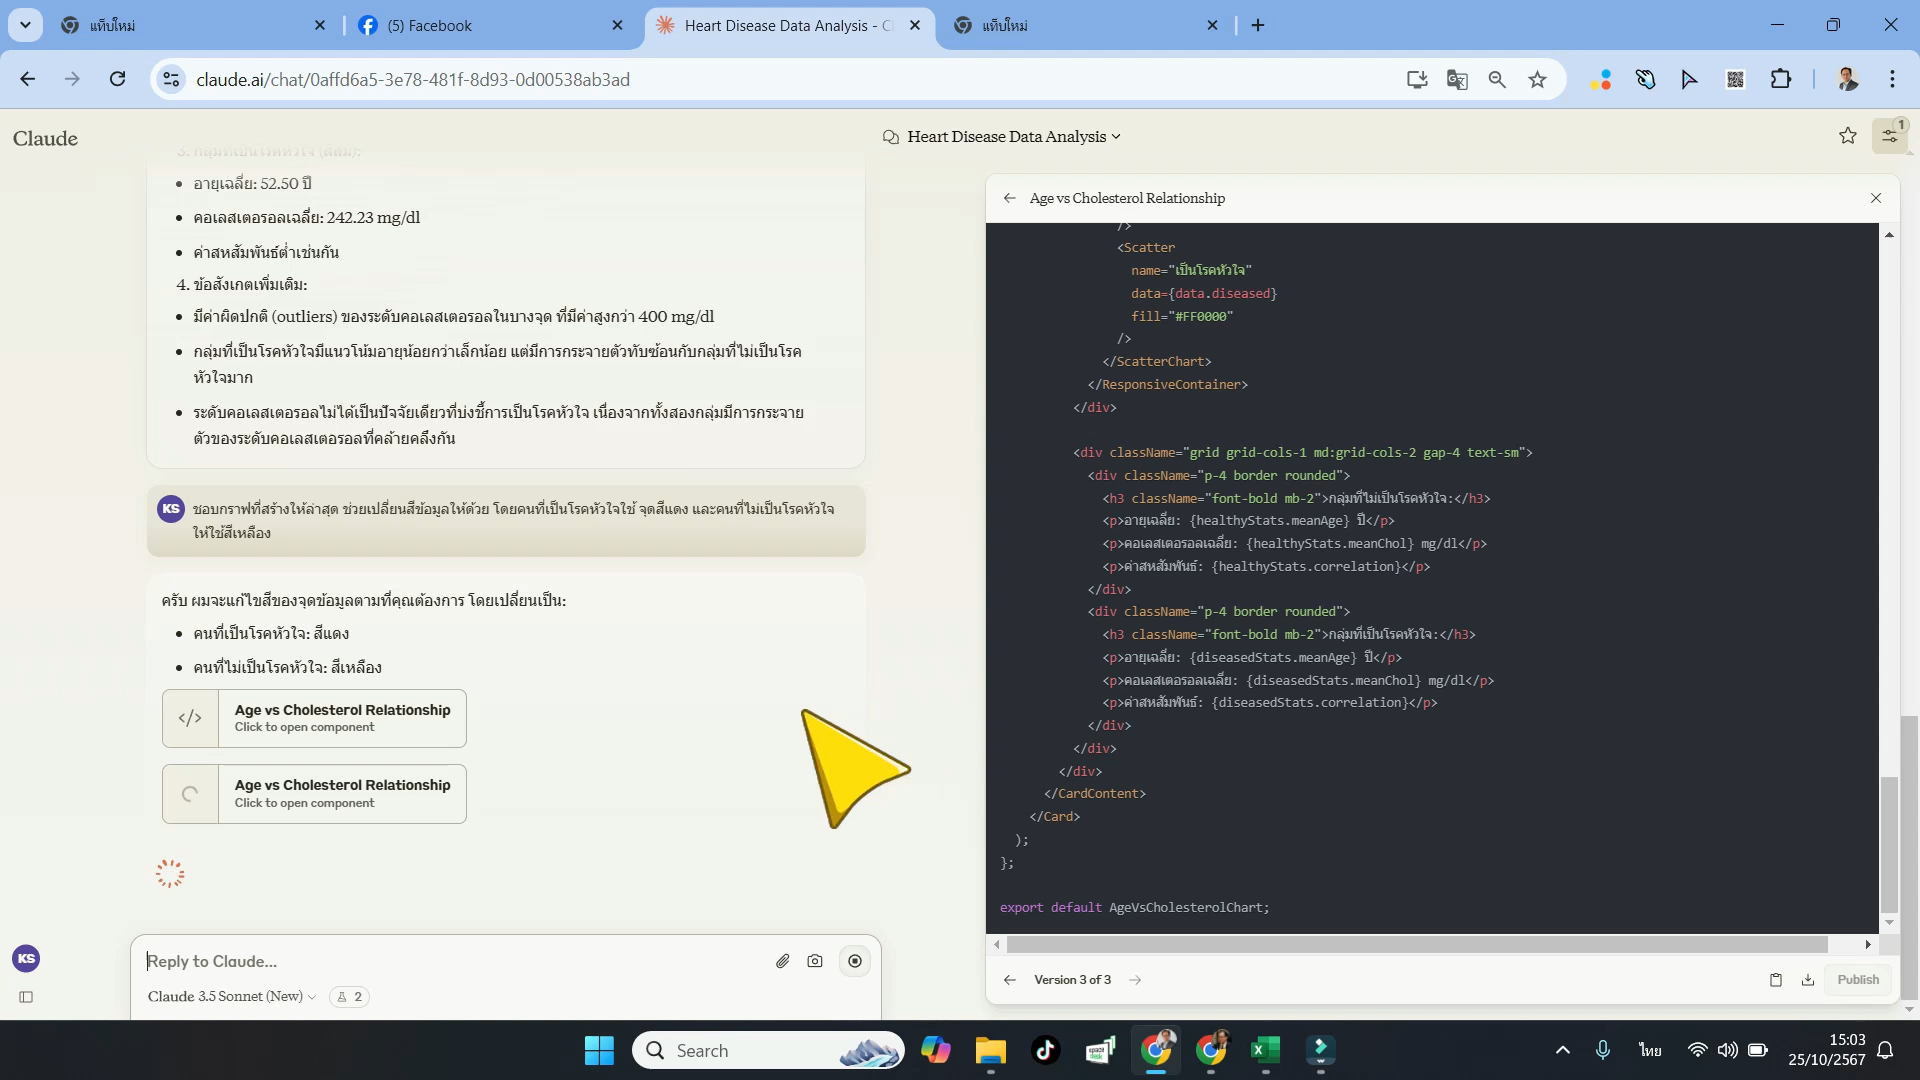 แท็บใหม่
(5) Facebook
Heart Disease Data Analysis - Cl
แท็บใหม่
claude.ai/chat/0affd6a5-3e78-481f-8d93-0d00538ab3ad
Claude
Heart Disease Data Analysis
1
3. กลุ่มที่เป็นโรคหัวใจ (สีส้ม):
อายุเฉลี่ย: 52.50 ปี
คอเลสเตอรอลเฉลี่ย: 242.23 mg/dl
ค่าสหสัมพันธ์ต่ำเช่นกัน
4. ข้อสังเกตเพิ่มเติม:
มีค่าผิดปกติ (outliers) ของระดับคอเลสเตอรอลในบางจุด ที่มีค่าสูงกว่า 400 mg/dl
กลุ่มที่เป็นโรคหัวใจมีแนวโน้มอายุน้อยกว่าเล็กน้อย แต่มีการกระจายตัวทับซ้อนกับกลุ่มที่ไม่เป็นโรค
หัวใจมาก
ระดับคอเลสเตอรอลไม่ได้เป็นปัจจัยเดียวที่บ่งชี้การเป็นโรคหัวใจ เนื่องจากทั้งสองกลุ่มมีการกระจาย
ตัวของระดับคอเลสเตอรอลที่คล้ายคลึงกัน
KS
ชอบกราฟที่สร้างให้ล่าสุด ช่วยเปลี่ยนสีข้อมูลให้ด้วย โดยคนที่เป็นโรคหัวใจใช้ จุดสีแดง และคนที่ไม่เป็นโรคหัวใจ
ให้ใช้สีเหลือง
ครับ ผมจะแก้ไขสีของจุดข้อมูลตามที่คุณต้องการ โดยเปลี่ยนเป็น:
คนที่เป็นโรคหัวใจ: สีแดง
คนที่ไม่เป็นโรคหัวใจ: สีเหลือง
Age vs Cholesterol Relationship
Click to open component
Age vs Cholesterol Relationship
Click to open component
KS
Reply to Claude...
Claude 3.5 Sonnet (New)
2
Age vs Cholesterol Relationship
/>
<Scatter
name="เป็นโรคหัวใจ"
data={data.diseased}
fill="#FF0000"
/>
</ScatterChart>
</ResponsiveContainer>
</div>
<div className="grid grid-cols-1 md:grid-cols-2 gap-4 text-sm">
<div className="p-4 border rounded">
<h3 className="font-bold mb-2">กลุ่มที่ไม่เป็นโรคหัวใจ:</h3>
<p>อายุเฉลี่ย: {healthyStats.meanAge} ปี</p>
<p>คอเลสเตอรอลเฉลี่ย: {healthyStats.meanChol} mg/dl</p>
<p>ค่าสหสัมพันธ์: {healthyStats.correlation}</p>
</div>
<div className="p-4 border rounded">
<h3 className="font-bold mb-2">กลุ่มที่เป็นโรคหัวใจ:</h3>
<p>อายุเฉลี่ย: {diseasedStats.meanAge} ปี</p>
<p>คอเลสเตอรอลเฉลี่ย: {diseasedStats.meanChol} mg/dl</p>
<p>ค่าสหสัมพันธ์: {diseasedStats.correlation}</p>
</div>
</div>
</div>
</CardContent>
</Card>
);
};
export default AgeVsCholesterolChart;
Version 3 of 3
Publish
Search
space desk
ไทย
15:03
25/10/2567